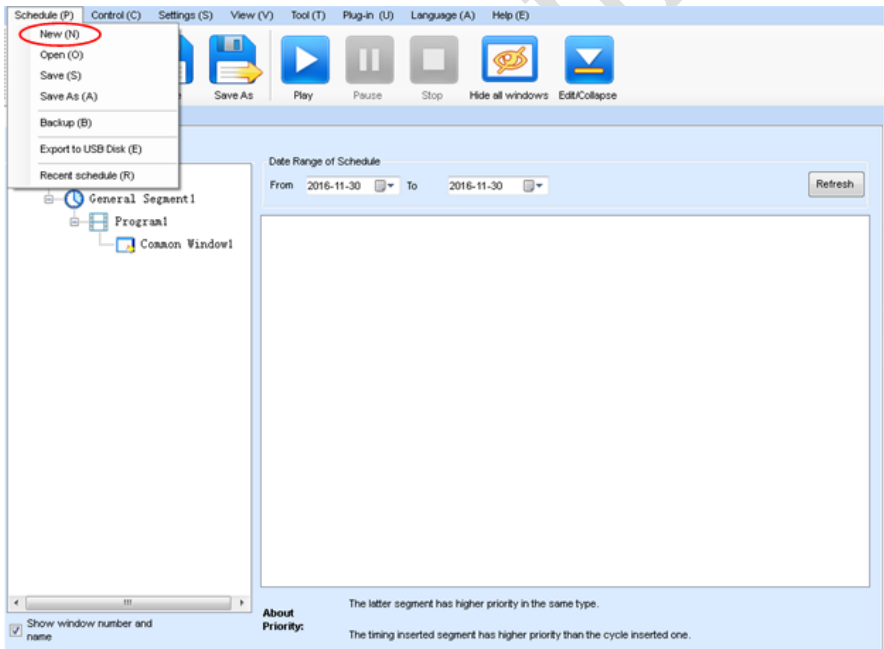 Schedule (P) Control (C) Settings (S) View (V) Tool (T) Plug-in (U) Language (A) Help (E)
New (N)
Open (O)
Save (S)
Save As (A)
Backup (B)
Export to USB Disk (E)
Recent schedule (R)
Save As Play Pause Stop Hide all windows Edit/Collapse
Date Range of Schedule
From 2016-11-30 To 2016-11-30 Refresh
General Segment1
Program1
Common Window1
Show window number and
name
About
Priority:
The latter segment has higher priority in the same type.
The timing inserted segment has higher priority than the cycle inserted one.